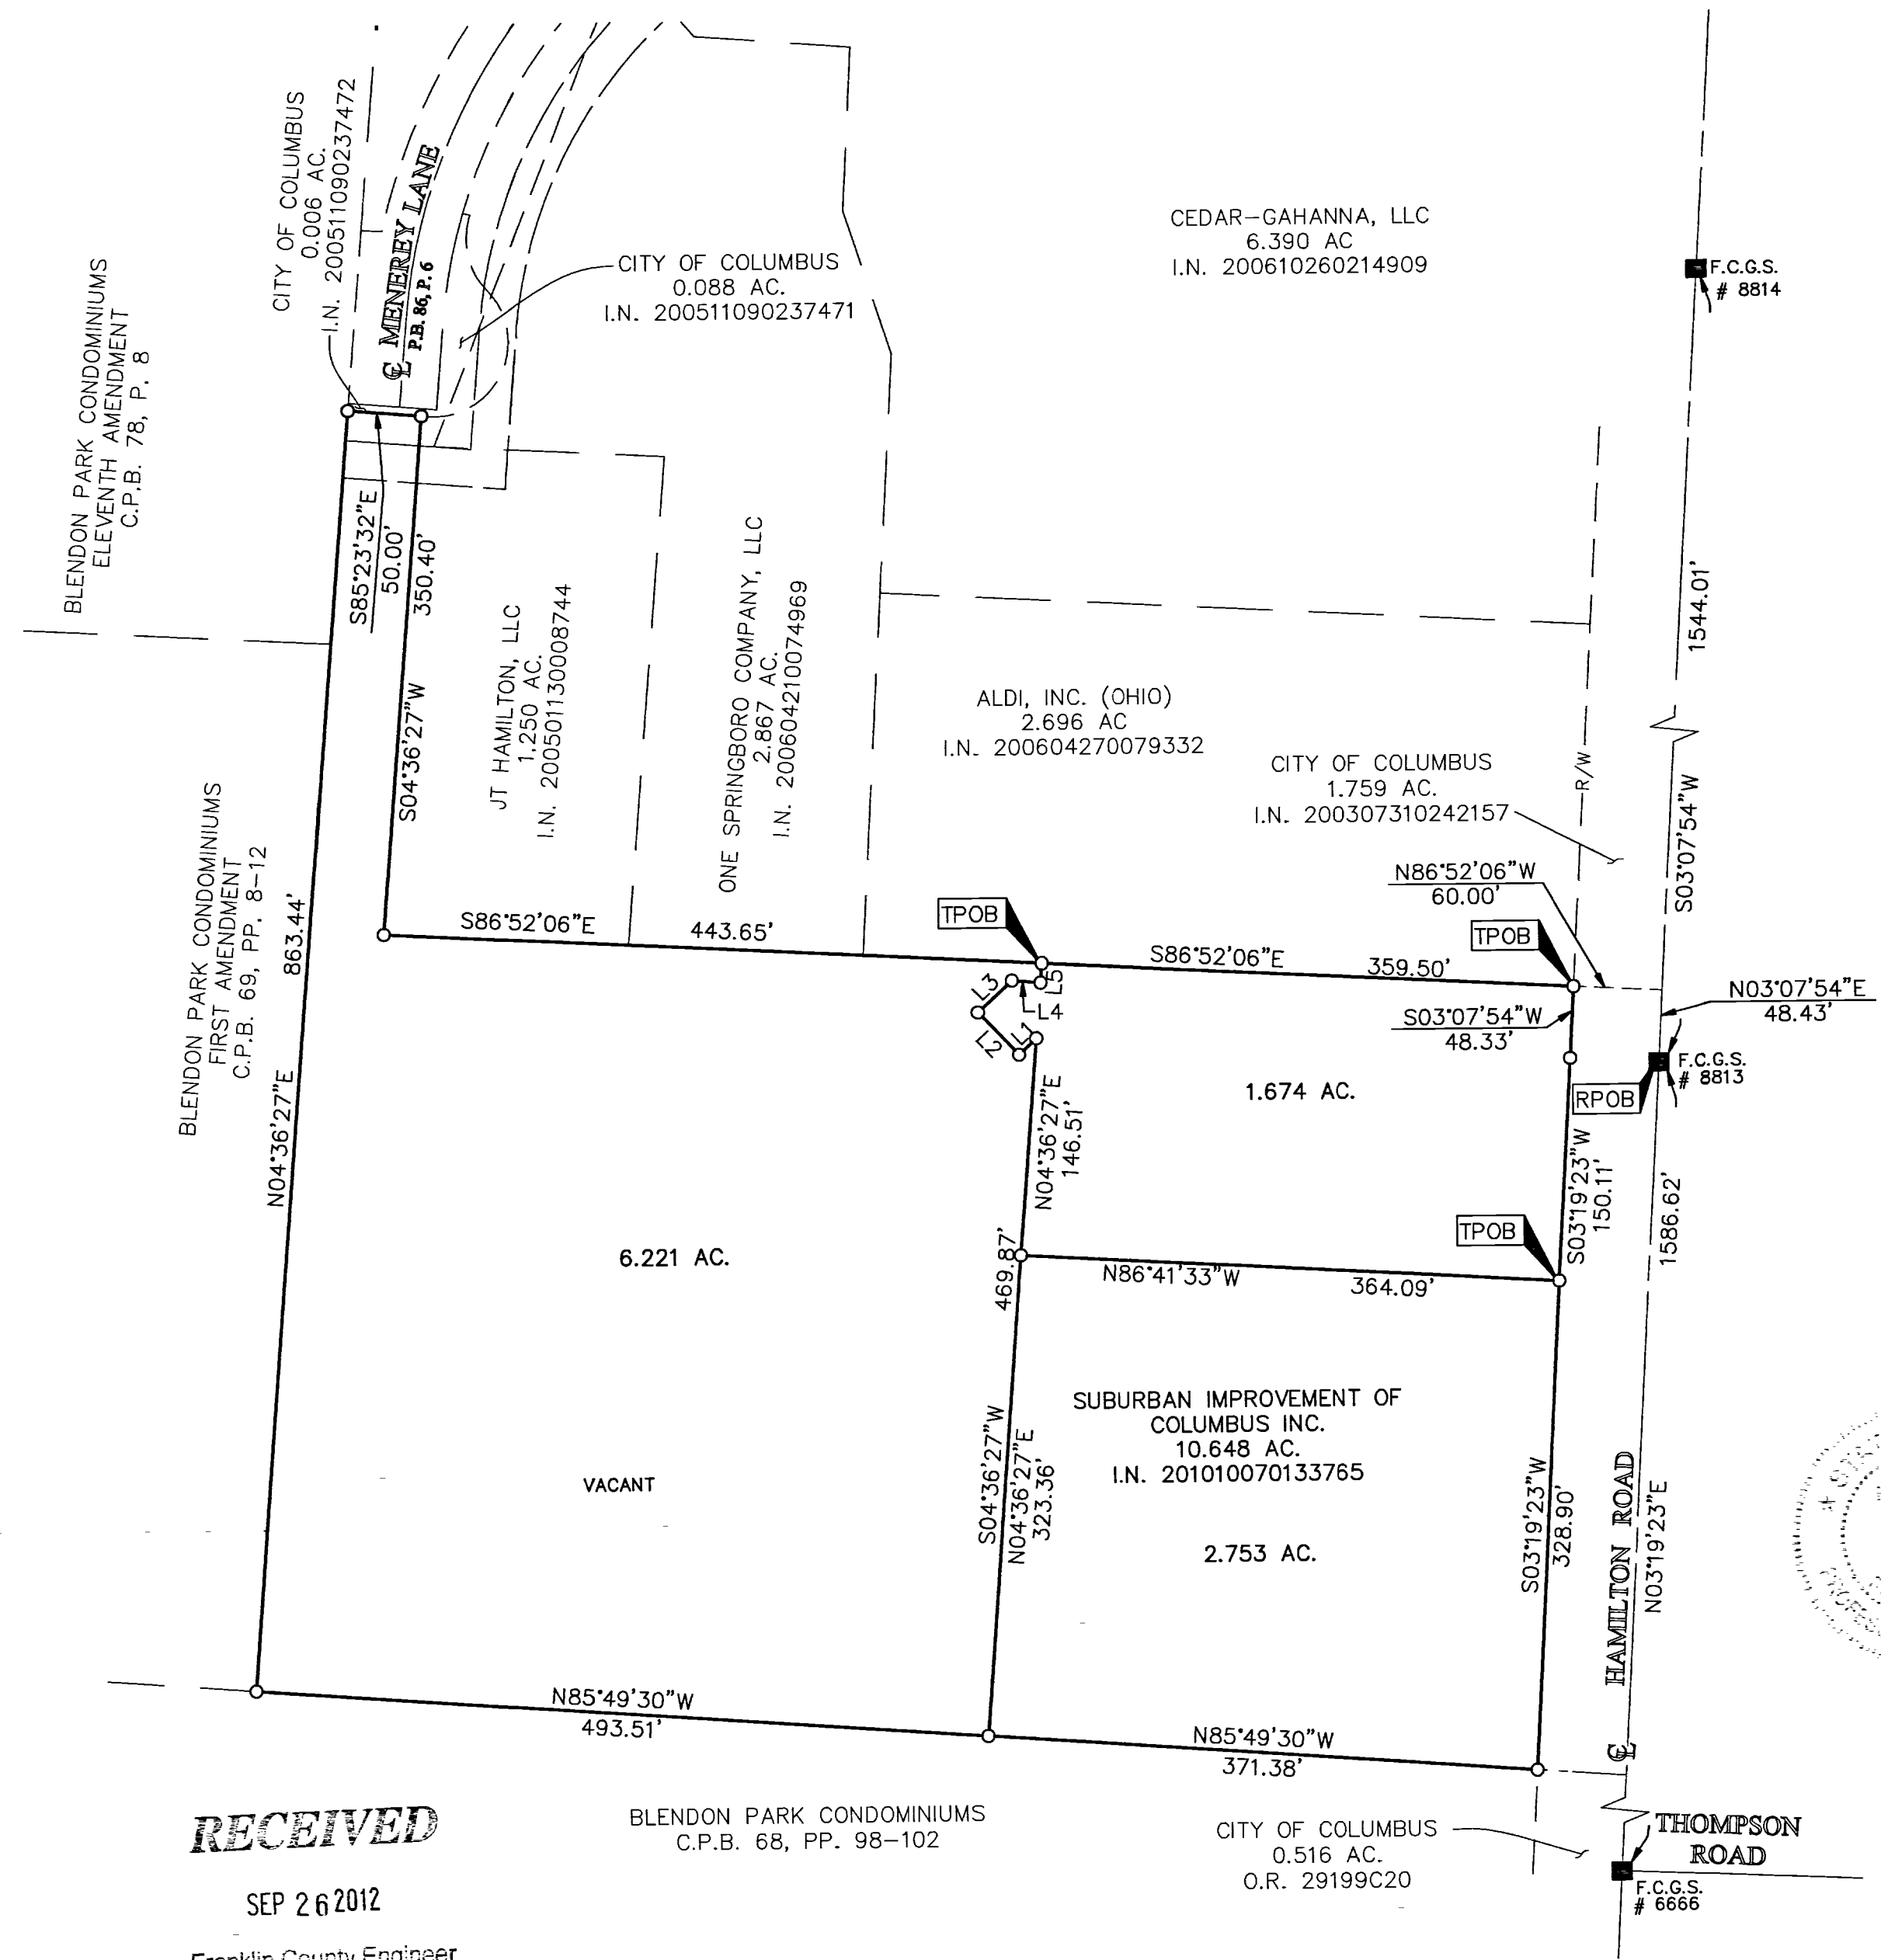 CITY OF COLUMBUS
0.006 AC.
I.N. 200511090237472
℄ MENEREY LANE
P.B. 86, P. 6
CITY OF COLUMBUS
0.088 AC.
I.N. 200511090237471
CEDAR-GAHANNA, LLC
6.390 AC
I.N. 200610260214909
F.C.G.S.
# 8814
BLENDON PARK CONDOMINIUMS
ELEVENTH AMENDMENT
C.P.B. 78, P. 8
S85°23'32"E
50.00'
350.40'
S04°36'27"W
JT HAMILTON, LLC
1.250 AC.
I.N. 200501130008744
ONE SPRINGBORO COMPANY, LLC
2.867 AC.
I.N. 200604210074969
ALDI, INC. (OHIO)
2.696 AC
I.N. 200604270079332
CITY OF COLUMBUS
1.759 AC.
I.N. 200307310242157
R/W
1544.01'
S03°07'54"W
N86°52'06"W
60.00'
BLENDON PARK CONDOMINIUMS
FIRST AMENDMENT
C.P.B. 69, PP. 8-12
863.44'
N04°36'27"E
S86°52'06"E
443.65'
TPOB
S86°52'06"E
359.50'
TPOB
N03°07'54"E
48.43'
S03°07'54"W
48.33'
L3
L5
L4
L2
L1
F.C.G.S.
# 8813
RPOB
1.674 AC.
N04°36'27"E
146.51'
S03°19'23"W
150.11'
1586.62'
TPOB
6.221 AC.
469.87'
N86°41'33"W
364.09'
SUBURBAN IMPROVEMENT OF
COLUMBUS INC.
10.648 AC.
I.N. 201010070133765
2.753 AC.
VACANT
S04°36'27"W
N04°36'27"E
323.36'
S03°19'23"W
328.90'
℄ HAMILTON ROAD
N03°19'23"E
N85°49'30"W
493.51'
N85°49'30"W
371.38'
RECEIVED
SEP 26 2012
Franklin County Engineer
BLENDON PARK CONDOMINIUMS
C.P.B. 68, PP. 98-102
CITY OF COLUMBUS
0.516 AC.
O.R. 29199C20
THOMPSON
ROAD
F.C.G.S.
# 6666